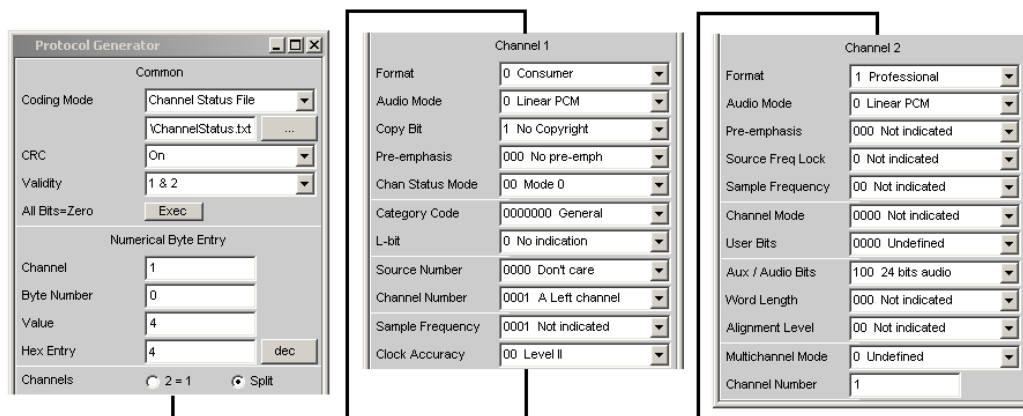 Protocol Generator
Common
Coding Mode Channel Status File
\ChannelStatus.txt ...
CRC On
Validity 1 & 2
All Bits=Zero Exec
Numerical Byte Entry
Channel 1
Byte Number 0
Value 4
Hex Entry 4 dec
Channels 2 = 1 Split
Channel 1
Format 0 Consumer
Audio Mode 0 Linear PCM
Copy Bit 1 No Copyright
Pre-emphasis 000 No pre-emph
Chan Status Mode 00 Mode 0
Category Code 0000000 General
L-bit 0 No indication
Source Number 0000 Don't care
Channel Number 0001 A Left channel
Sample Frequency 0001 Not indicated
Clock Accuracy 00 Level II
Channel 2
Format 1 Professional
Audio Mode 0 Linear PCM
Pre-emphasis 000 Not indicated
Source Freq Lock 0 Not indicated
Sample Frequency 00 Not indicated
Channel Mode 0000 Not indicated
User Bits 0000 Undefined
Aux / Audio Bits 100 24 bits audio
Word Length 000 Not indicated
Alignment Level 00 Not indicated
Multichannel Mode 0 Undefined
Channel Number 1